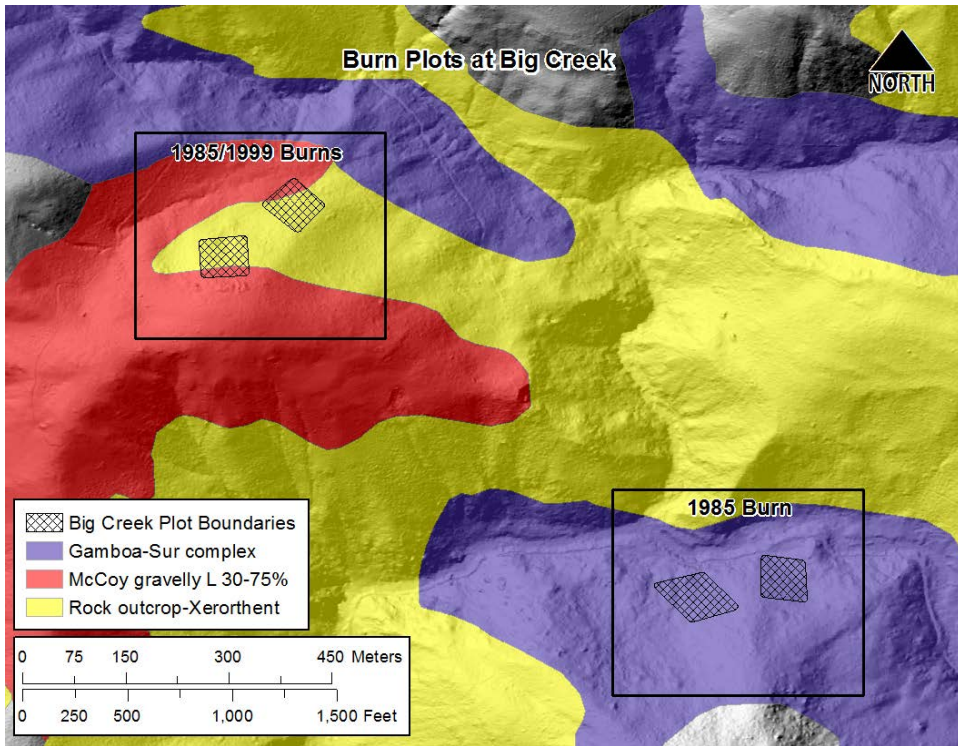 Burn Plots at Big Creek
NORTH
1985/1999 Burns
1985 Burn
Big Creek Plot Boundaries
Gamboa-Sur complex
McCoy gravelly L 30-75%
Rock outcrop-Xerorthent
0 75 150 300 450 Meters
0 250 500 1,000 1,500 Feet